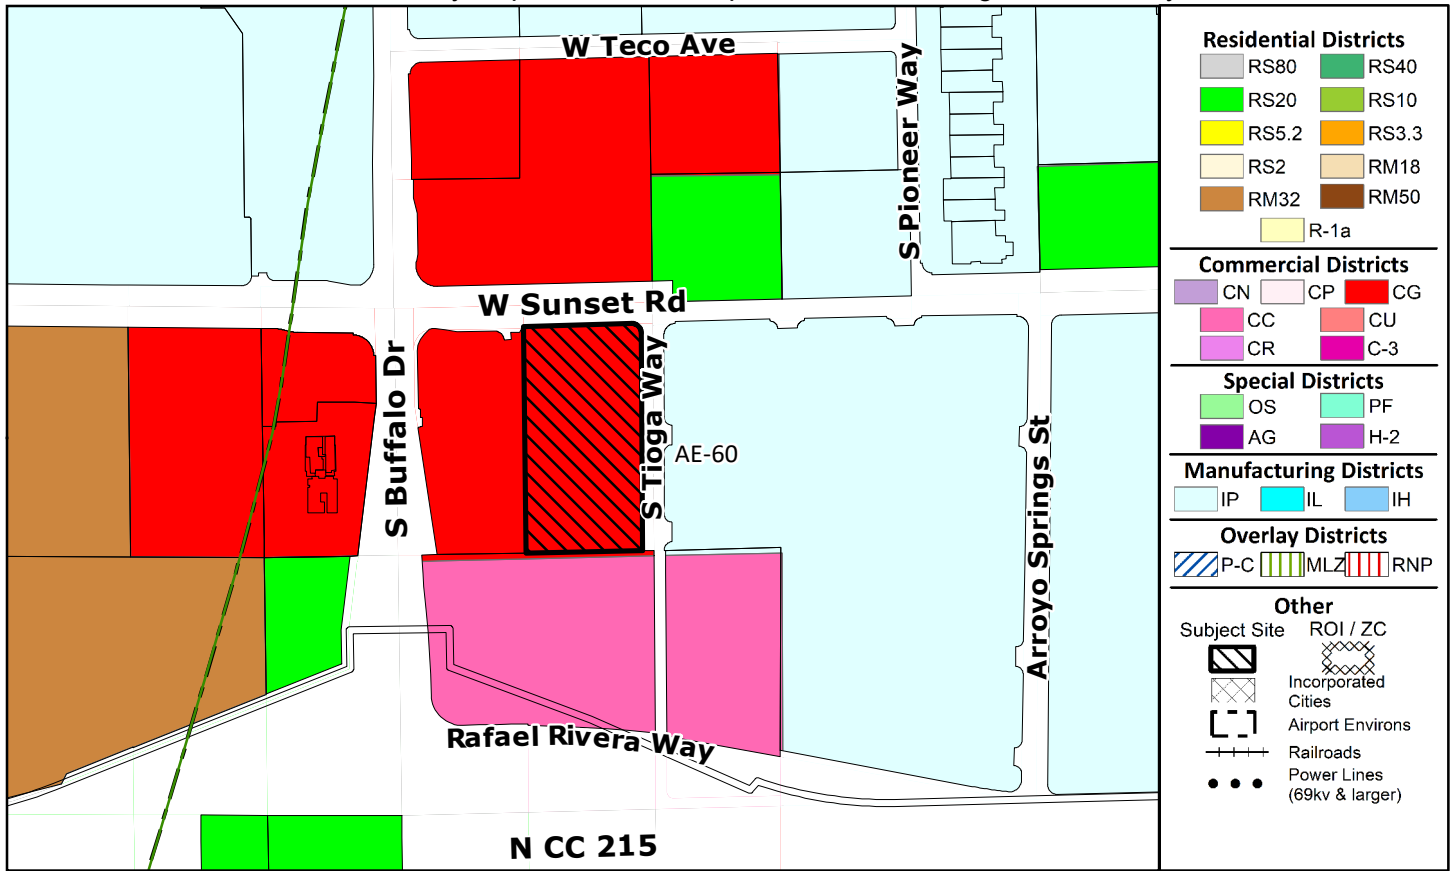 W Teco Ave
S Pioneer Way
W Sunset Rd
S Buffalo Dr
S Tioga Way
AE-60
Arroyo Springs St
Rafael Rivera Way
N CC 215
Residential Districts
RS80 RS40
RS20 RS10
RS5.2 RS3.3
RS2 RM18
RM32 RM50
R-1a
Commercial Districts
CN CP CG
CC CU
CR C-3
Special Districts
OS PF
AG H-2
Manufacturing Districts
IP IL IH
Overlay Districts
P-C MLZ RNP
Other
Subject Site ROI / ZC
Incorporated
Cities
Airport Environs
Railroads
Power Lines
(69kv & larger)